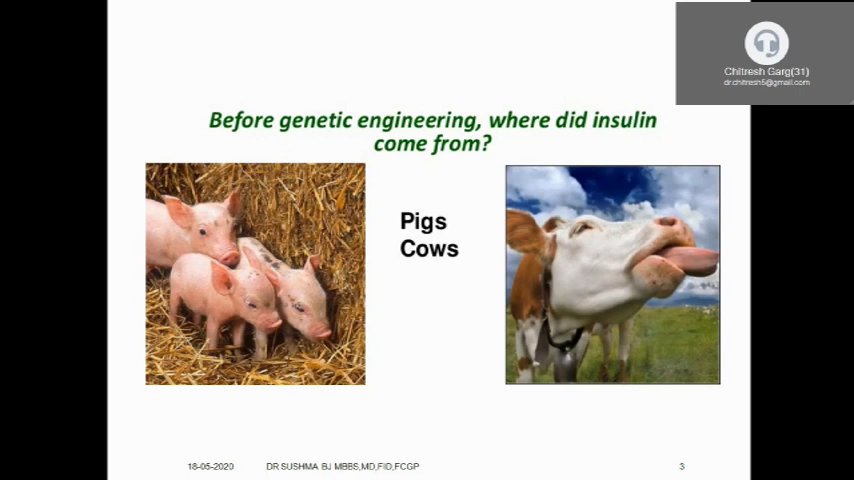 Chitresh Garg(31)
dr.chitresh5@gmail.com
Before genetic engineering, where did insulin
come from?
Pigs
Cows
18-05-2020 DR SUSHMA BJ MBBS,MD,FID,FCGP 3